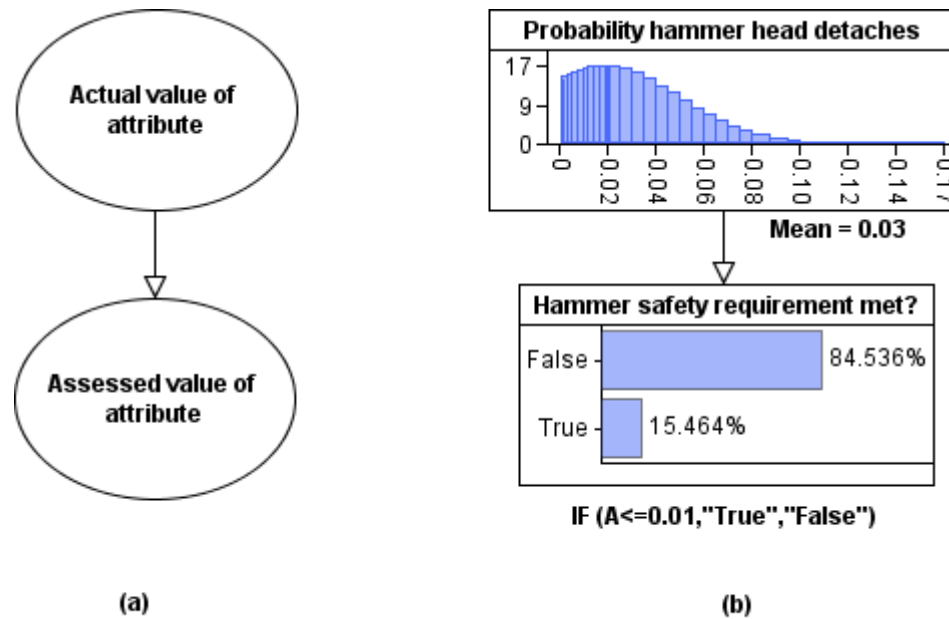 Actual value of
attribute
Assessed value of
attribute
(a)
Probability hammer head detaches
17
9
0
0
0.02
0.04
0.06
0.08
0.10
0.12
0.14
0.17
Mean = 0.03
Hammer safety requirement met?
False
84.536%
True
15.464%
IF (A<=0.01,"True","False")
(b)